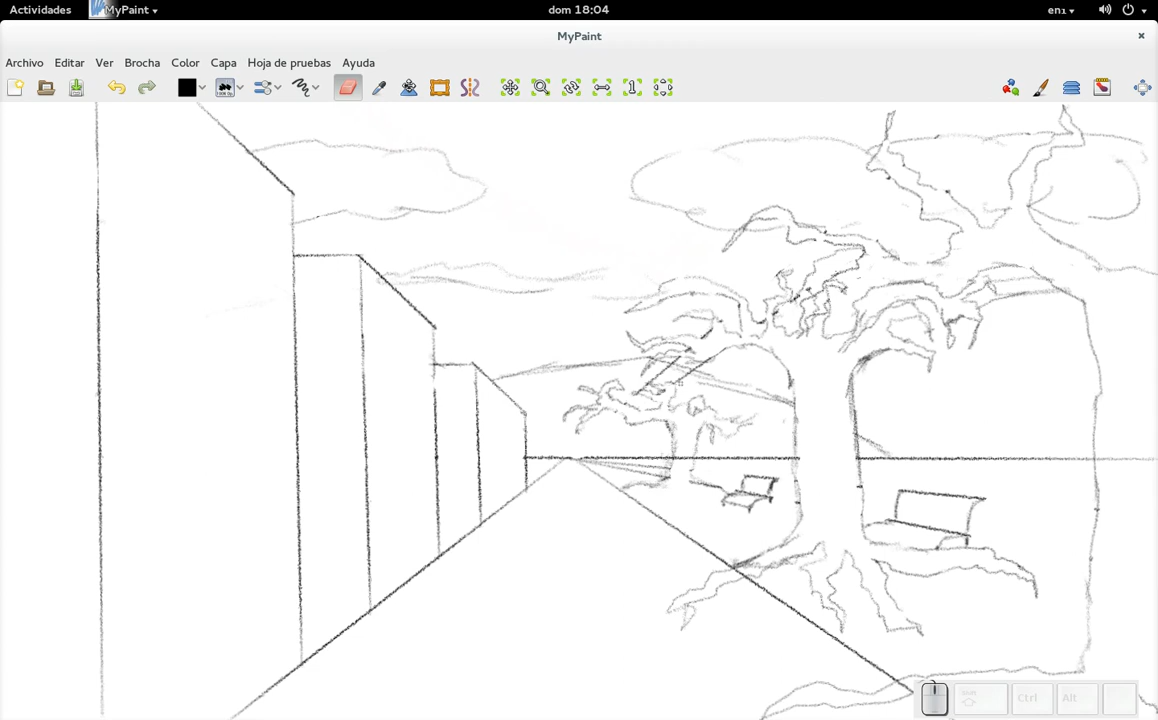 Actividades MyPaint dom 18:04 en1
MyPaint
Archivo Editar Ver Brocha Color Capa Hoja de pruebas Ayuda
Shift Ctrl Alt